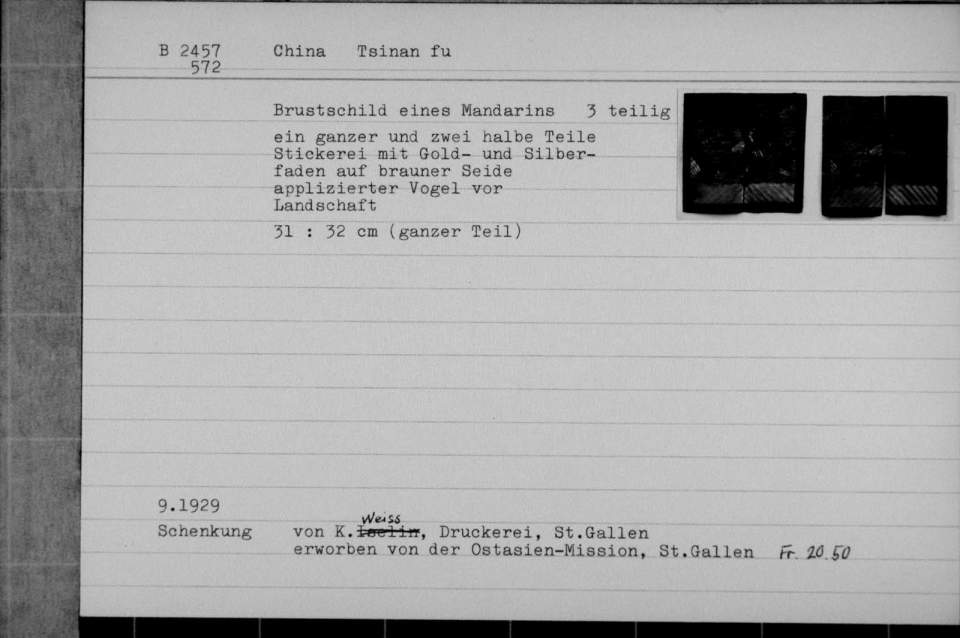 B 2457 China Tsinan fu
572
Brustschild eines Mandarins 3 teilig
ein ganzer und zwei halbe Teile
Stickerei mit Gold- und Silber-
faden auf brauner Seide
applizierter Vogel vor
Landschaft
31 : 32 cm (ganzer Teil)
9.1929
Weiss
Schenkung von K. , Druckerei, St.Gallen
erworben von der Ostasien-Mission, St.Gallen Fr. 20.50